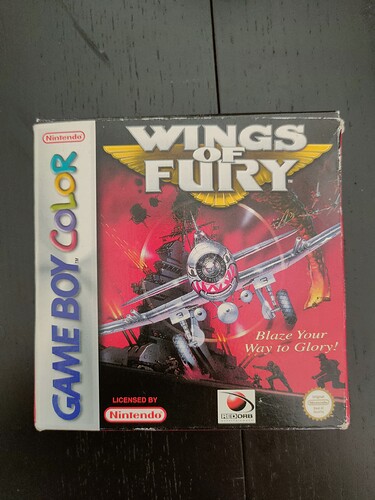 Nintendo
GAME BOY COLOR
WINGS
OF
FURY
Blaze Your
Way to Glory!
LICENSED BY
Nintendo
RED ORB